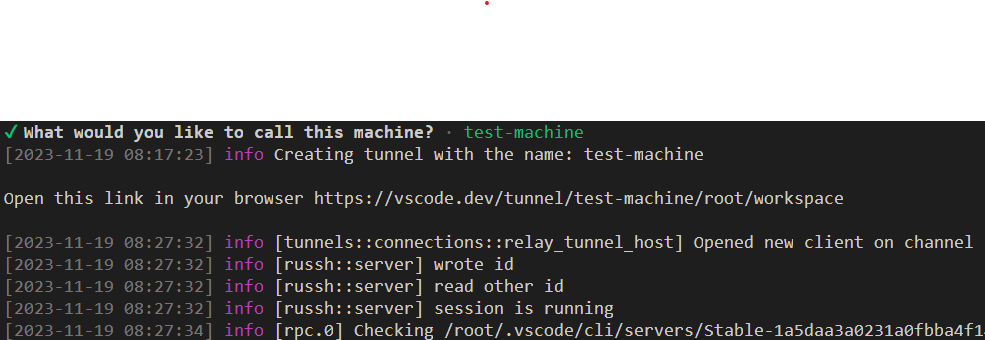 ✓ What would you like to call this machine? · test-machine
[2023-11-19 08:17:23] info Creating tunnel with the name: test-machine
Open this link in your browser https://vscode.dev/tunnel/test-machine/root/workspace
[2023-11-19 08:27:32] info [tunnels::connections::relay_tunnel_host] Opened new client on channel
[2023-11-19 08:27:32] info [russh::server] wrote id
[2023-11-19 08:27:32] info [russh::server] read other id
[2023-11-19 08:27:32] info [russh::server] session is running
[2023-11-19 08:27:34] info [rpc.0] Checking /root/.vscode/cli/servers/Stable-1a5daa3a0231a0fbba4f1